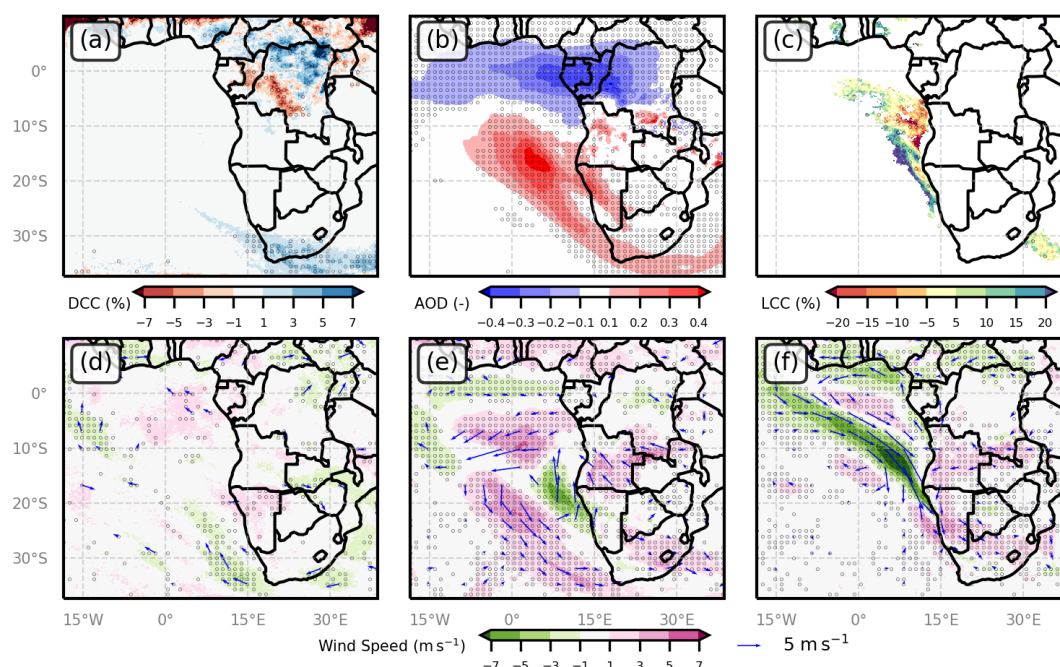 (a) (b) (c)
0°
10°S
20°S
30°S
DCC (%) AOD (-) LCC (%)
−7 −5 −3 −1 1 3 5 7 −0.4 −0.3 −0.2 −0.1 0.1 0.2 0.3 0.4 −20 −15 −10 −5 5 10 15 20
(d) (e) (f)
0°
10°S
20°S
30°S
15°W 0° 15°E 30°E 15°W 0° 15°E 30°E 15°W 0° 15°E 30°E
Wind Speed (m s⁻¹) 5 m s⁻¹
−7 −5 −3 −1 1 3 5 7